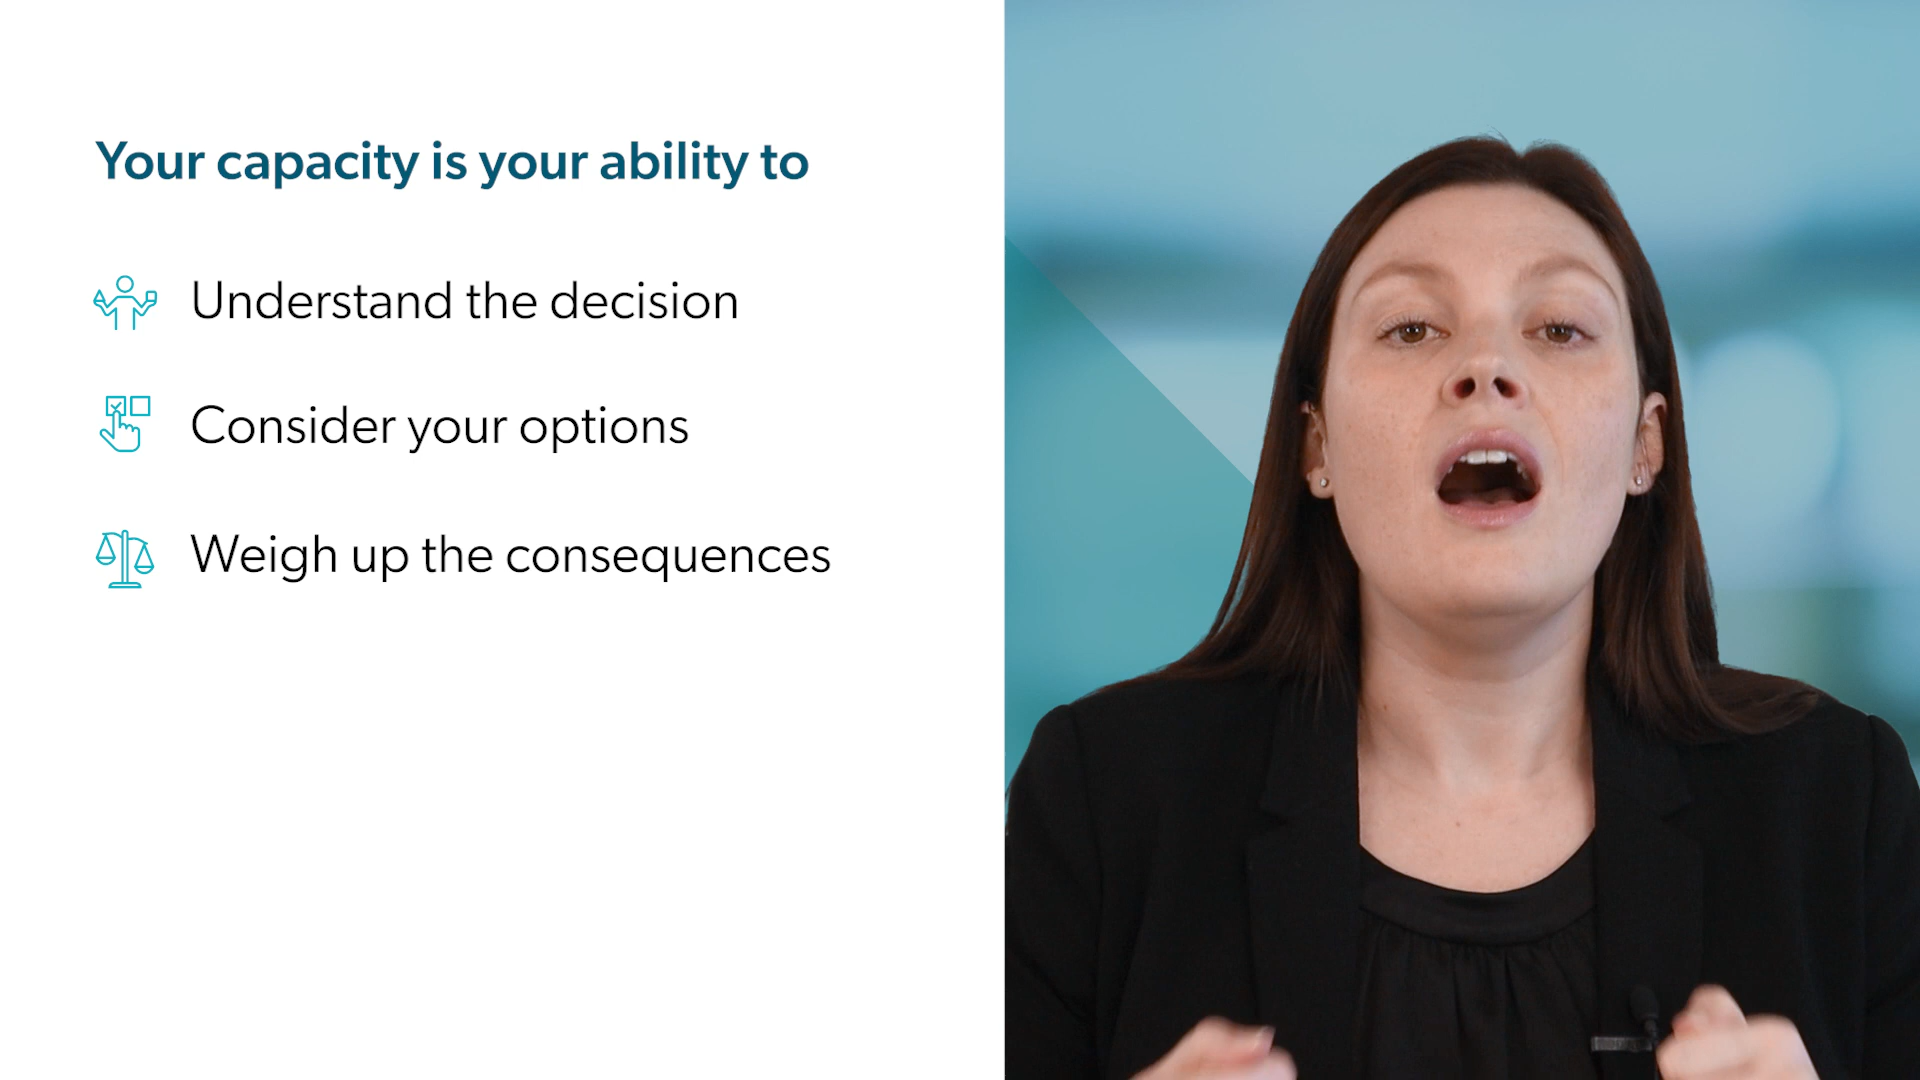 Your capacity is your ability to
Understand the decision
Consider your options
Weigh up the consequences